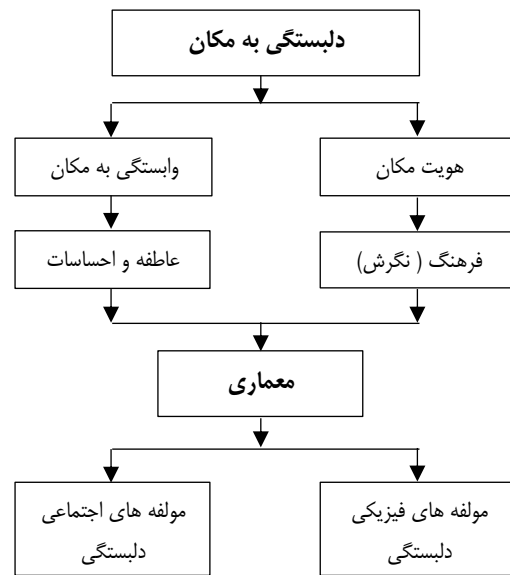 دلبستگی به مکان
هویت مکان
وابستگی به مکان
فرهنگ ( نگرش)
عاطفه و احساسات
معماری
مولفه های فیزیکی
دلبستگی
مولفه های اجتماعی
دلبستگی